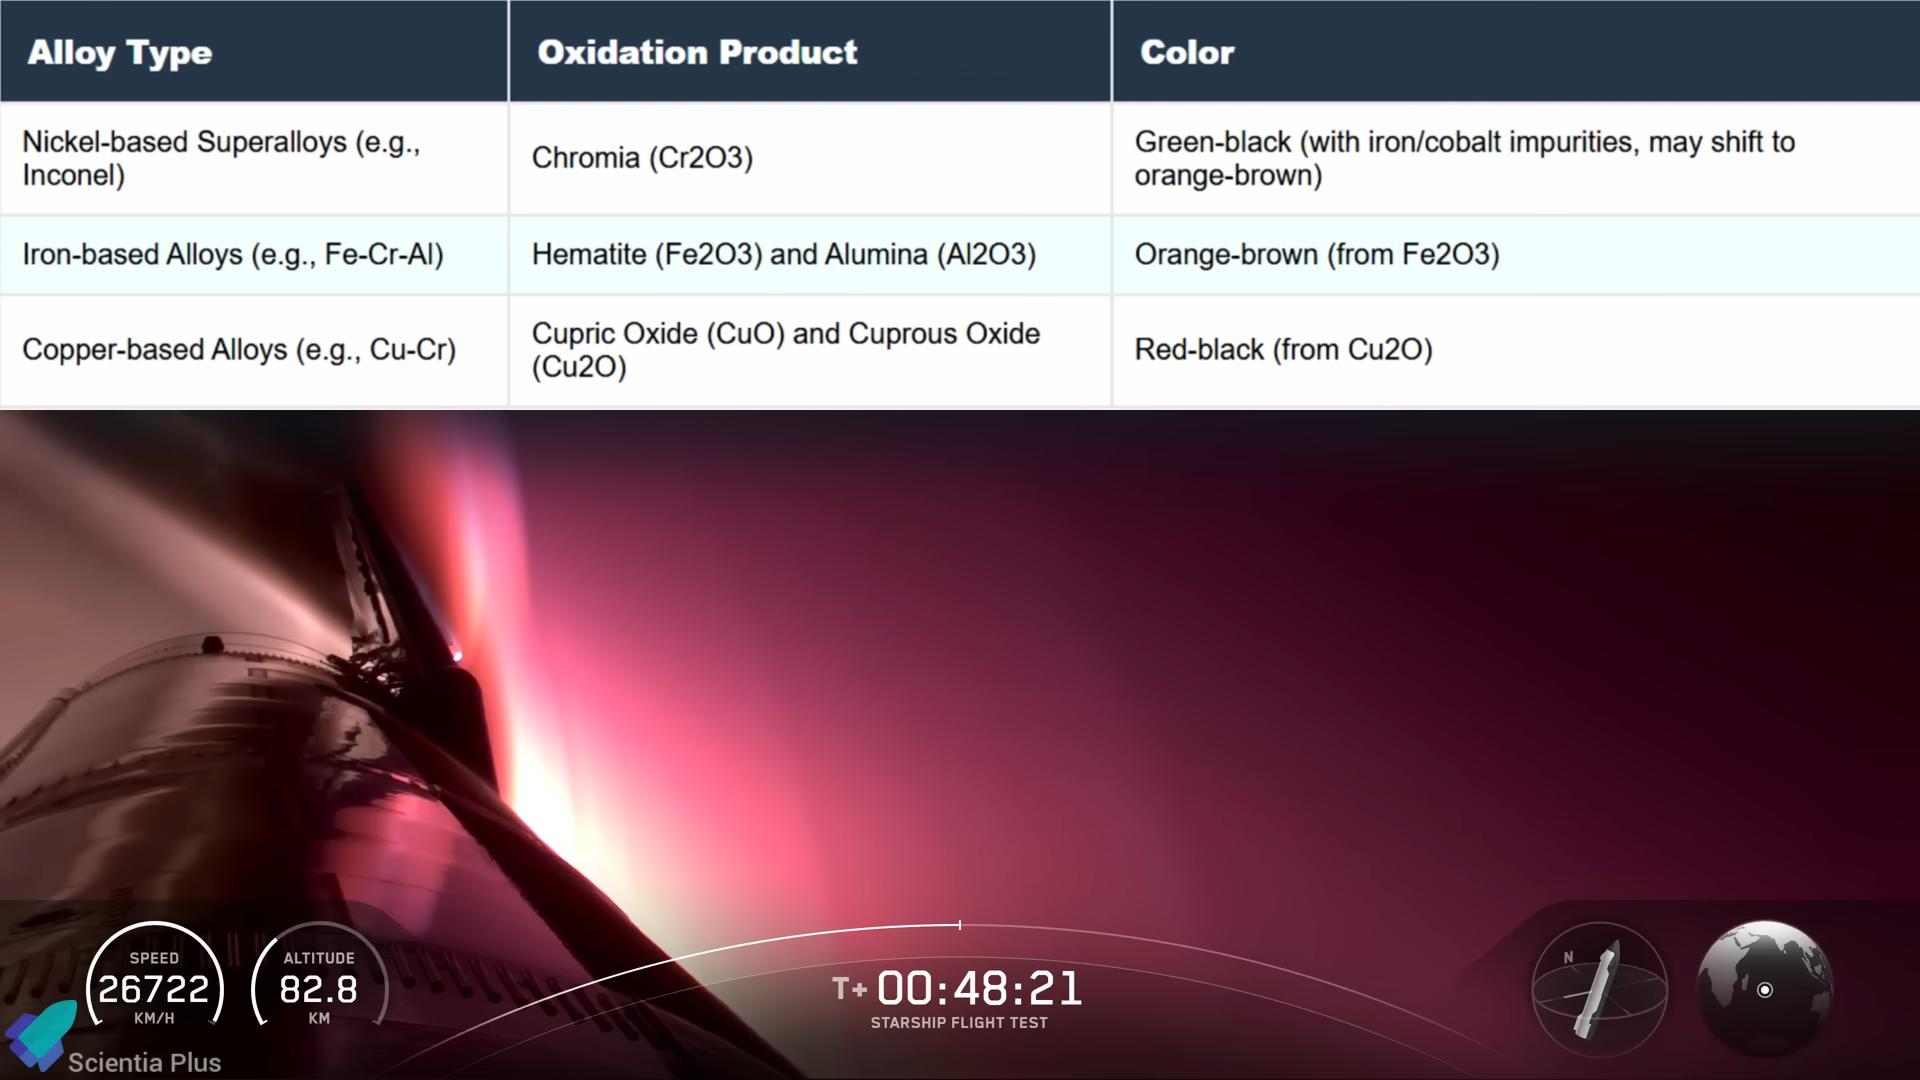 Alloy Type
Oxidation Product
Color
Nickel-based Superalloys (e.g.,
Inconel)
Chromia (Cr2O3)
Green-black (with iron/cobalt impurities, may shift to
orange-brown)
Iron-based Alloys (e.g., Fe-Cr-Al)
Hematite (Fe2O3) and Alumina (Al2O3)
Orange-brown (from Fe2O3)
Copper-based Alloys (e.g., Cu-Cr)
Cupric Oxide (CuO) and Cuprous Oxide
(Cu2O)
Red-black (from Cu2O)
SPEED
26722
KM/H
ALTITUDE
82.8
KM
T+ 00:48:21
STARSHIP FLIGHT TEST
N
Scientia Plus